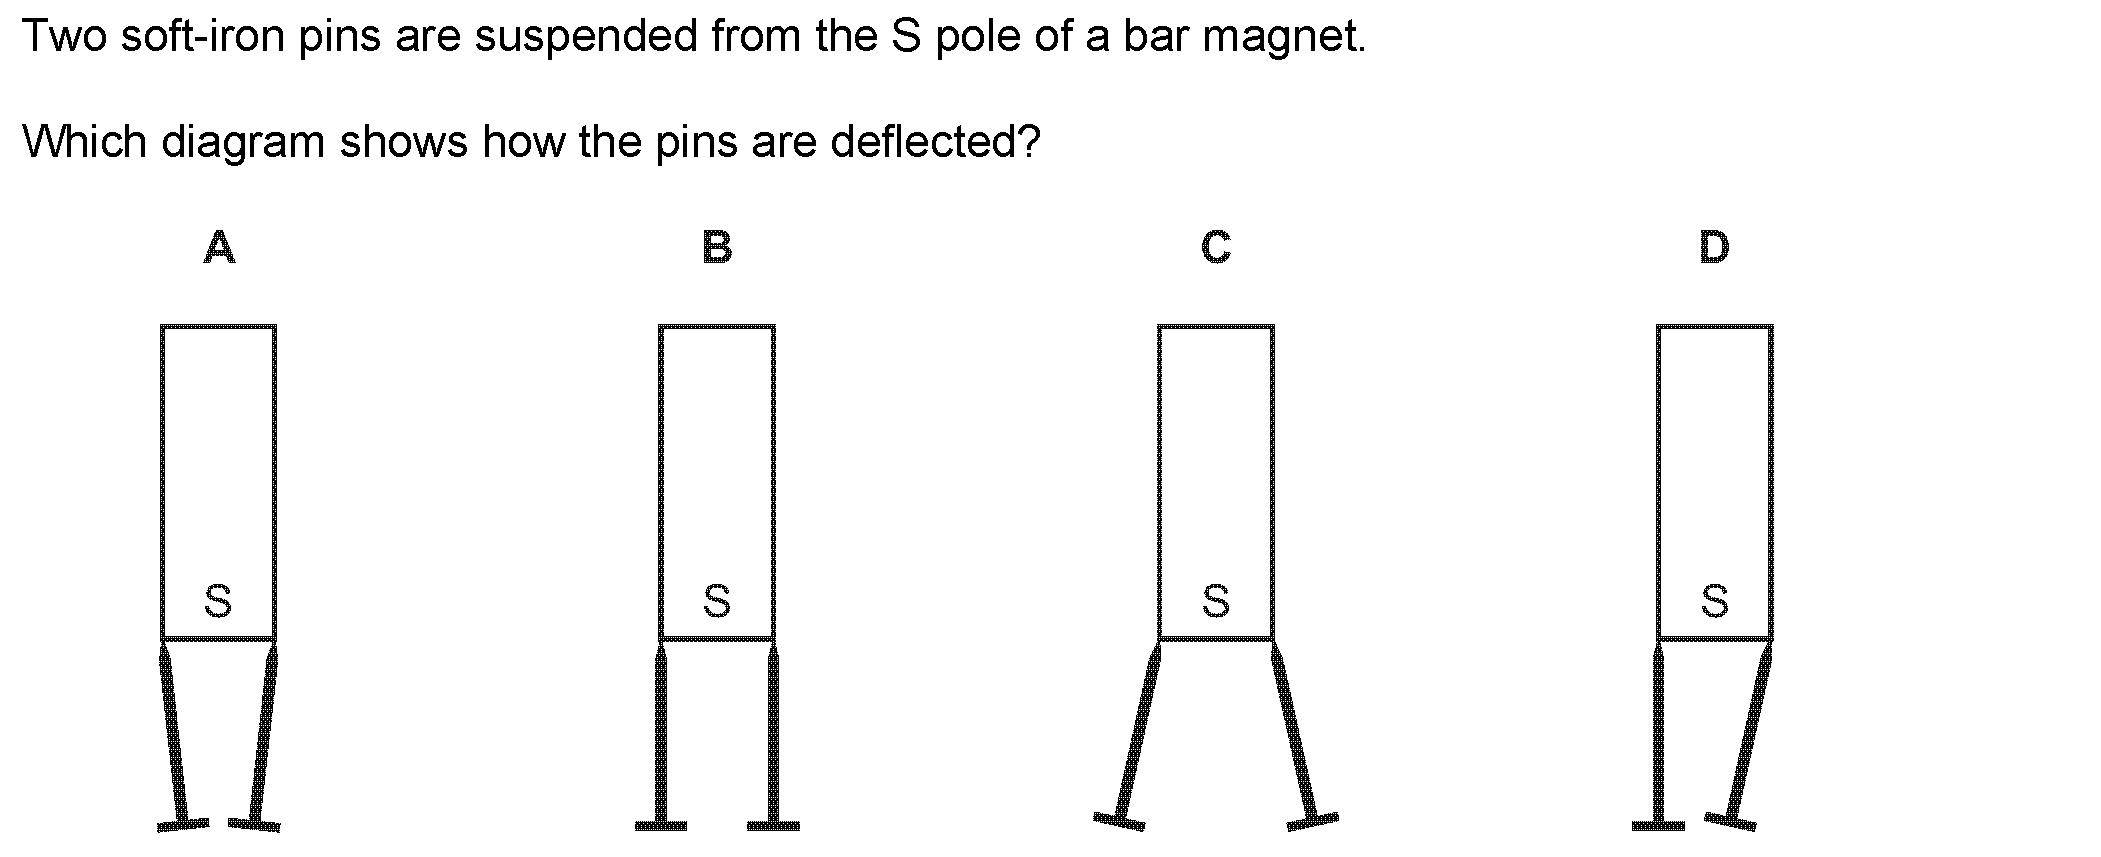 Two soft-iron pins are suspended from the S pole of a bar magnet.
Which diagram shows how the pins are deflected?
A B C D
S S S S